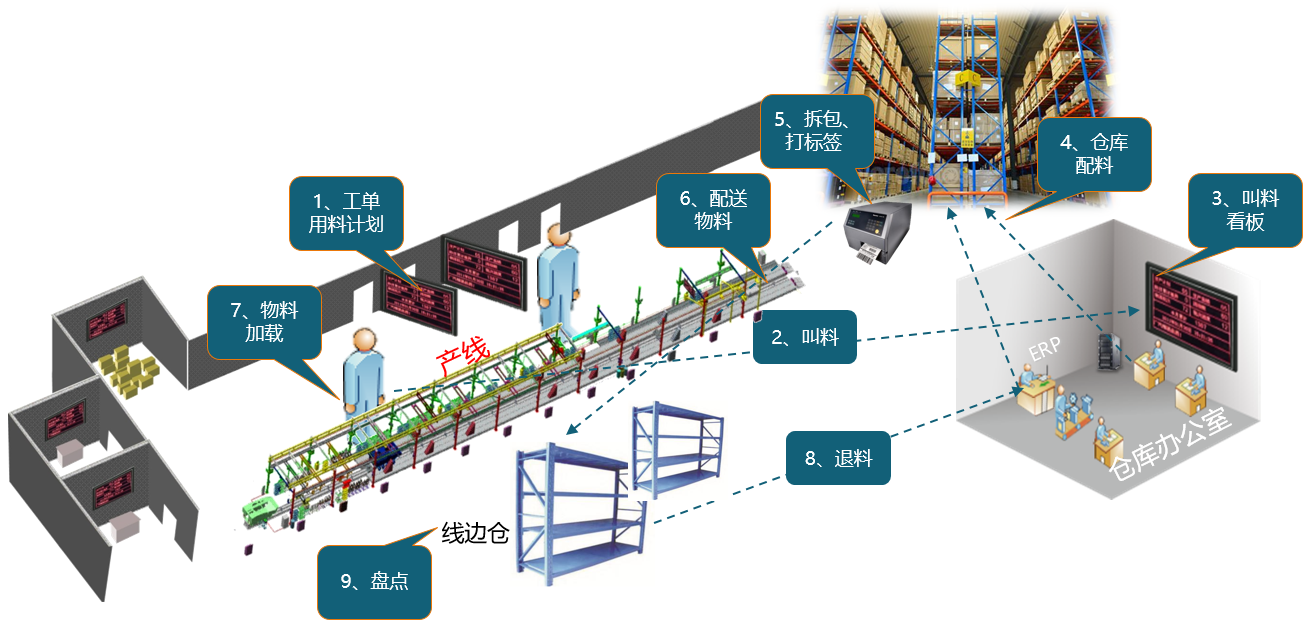 5、拆包、
打标签
4、仓库
配料
1、工单
用料计划
6、配送
物料
3、叫料
看板
7、物料
加载
产线
2、叫料
ERP
仓库办公室
8、退料
线边仓
9、盘点